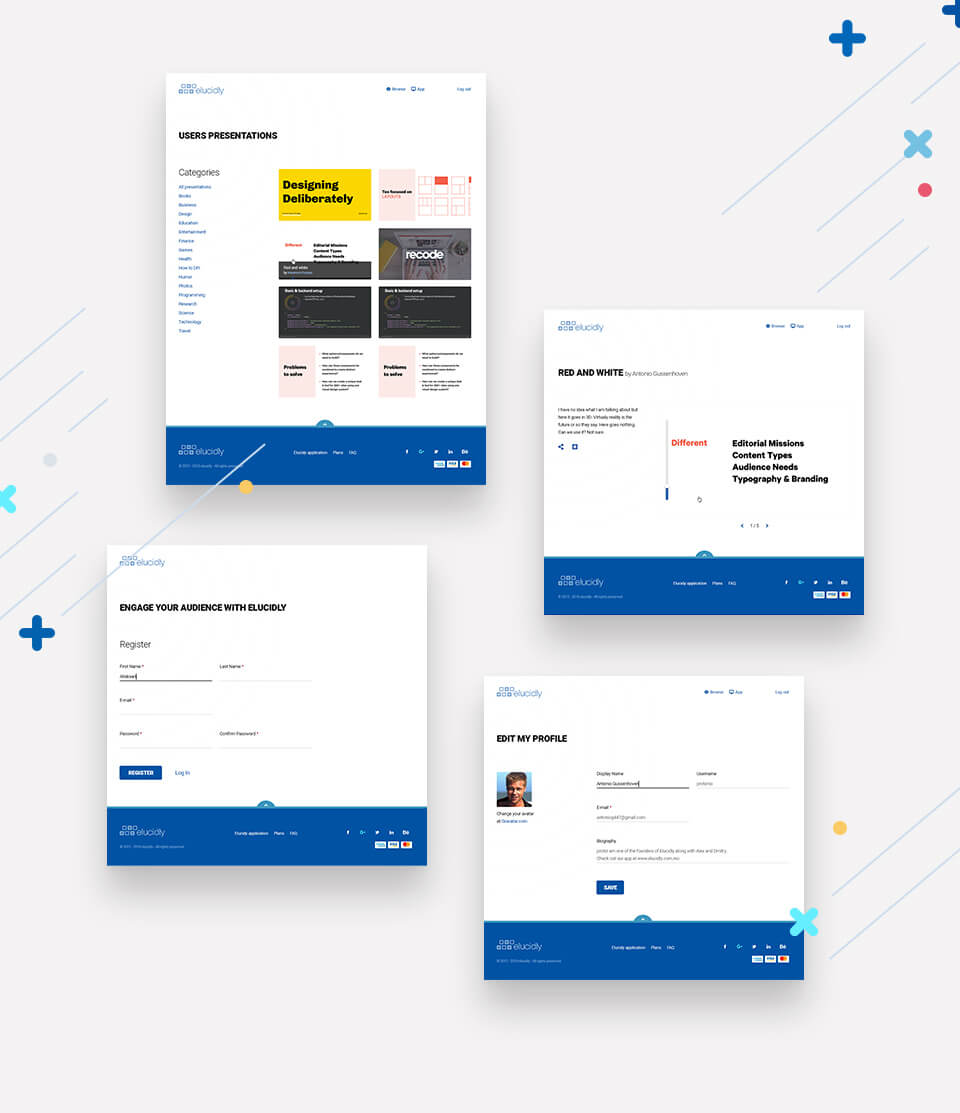 elucidly
Browse App Log out
USERS PRESENTATIONS
Categories
All presentations
Books
Business
Design
Education
Entertainment
Finance
Games
Health
How to DIY
Humor
Photos
Programming
Research
Science
Technology
Travel
Designing
Deliberately
Too focused on
LAYOUTS
Different
Editorial Missions
Content Types
Audience Needs
Typography & Branding
Red and white
recode
Basic & backend setup
Basic & backend setup
Problems
to solve
Problems
to solve
elucidly
Elucidly application Plans FAQ
elucidly
Browse App Log out
RED AND WHITE by Antonio Gussenhoven
I have no idea what I am talking about but
here it goes in 3D. Virtually reality is the
future or so they say. Here goes nothing.
Can we use it? Not sure.
Different
Editorial Missions
Content Types
Audience Needs
Typography & Branding
1 / 5
elucidly
Elucidly application Plans FAQ
elucidly
ENGAGE YOUR AUDIENCE WITH ELUCIDLY
Register
First Name * Last Name *
E-mail *
Password * Confirm Password *
REGISTER Log In
elucidly
Elucidly application Plans FAQ
elucidly
Browse App Log out
EDIT MY PROFILE
Change your avatar
at Gravatar.com
Display Name Username
Antonio Gussenhoven
E-mail *
Biography
SAVE
elucidly
Elucidly application Plans FAQ